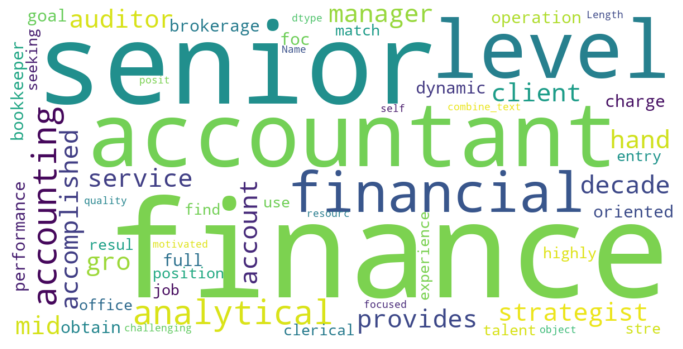 goal
auditor
brokerage
dtype
manager
operation
Length
seeking
foc
Name
match
senior
level
bookkeeper
posit
dynamic
client
self
combine_text
charge
accountant
hand
accounting
accomplished
service
financial
decade
entry
performance
quality
account
find
use
resourc
experience
oriented
finance
resul
motivated
gro
full
position
highly
job
office
analytical
focused
strategist
mid
obtain
challenging
clerical
provides
talent
object
stre